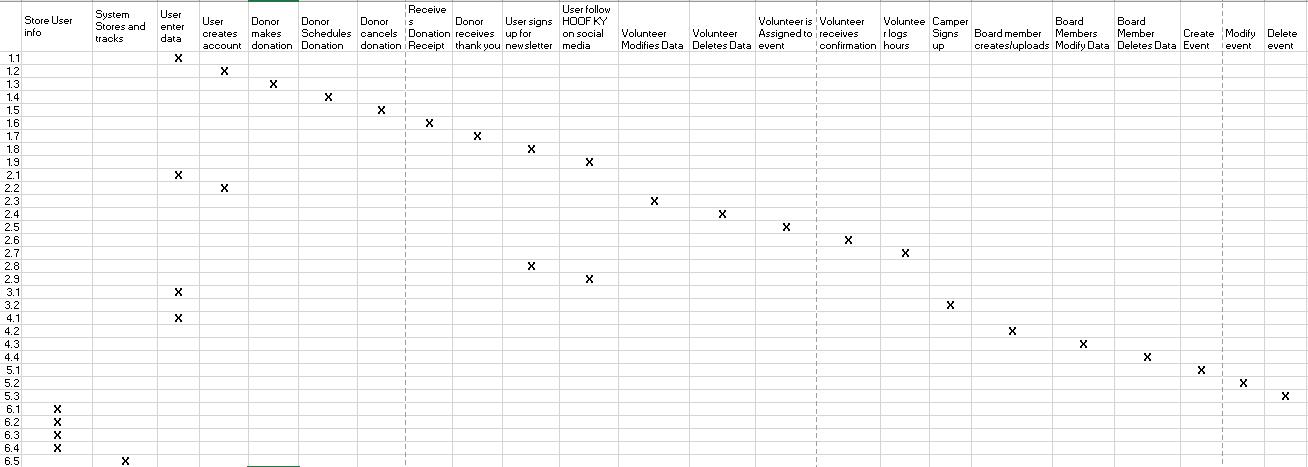 Store User
info
System
Stores and
tracks
User
enter
data
User
creates
account
Donor
makes
donation
Donor
Schedules
Donation
Donor
cancels
donation
Receive
s
Donation
Receipt
Donor
receives
thank you
User signs
up for
newsletter
User follow
HOOF KY
on social
media
Volunteer
Modifies Data
Volunteer
Deletes Data
Volunteer is
Assigned to
event
Volunteer
receives
confirmation
Voluntee
r logs
hours
Camper
Signs
up
Board member
creates/uploads
Board
Members
Modify Data
Board
Member
Deletes Data
Create
Event
Modify
event
Delete
event
1.1 X
1.2 X
1.3 X
1.4 X
1.5 X
1.6 X
1.7 X
1.8 X
1.9 X
2.1 X
2.2 X
2.3 X
2.4 X
2.5 X
2.6 X
2.7 X
2.8 X
2.9 X
3.1 X
3.2 X
4.1 X
4.2 X
4.3 X
4.4 X
5.1 X
5.2 X
5.3 X
6.1 X
6.2 X
6.3 X
6.4 X
6.5 X